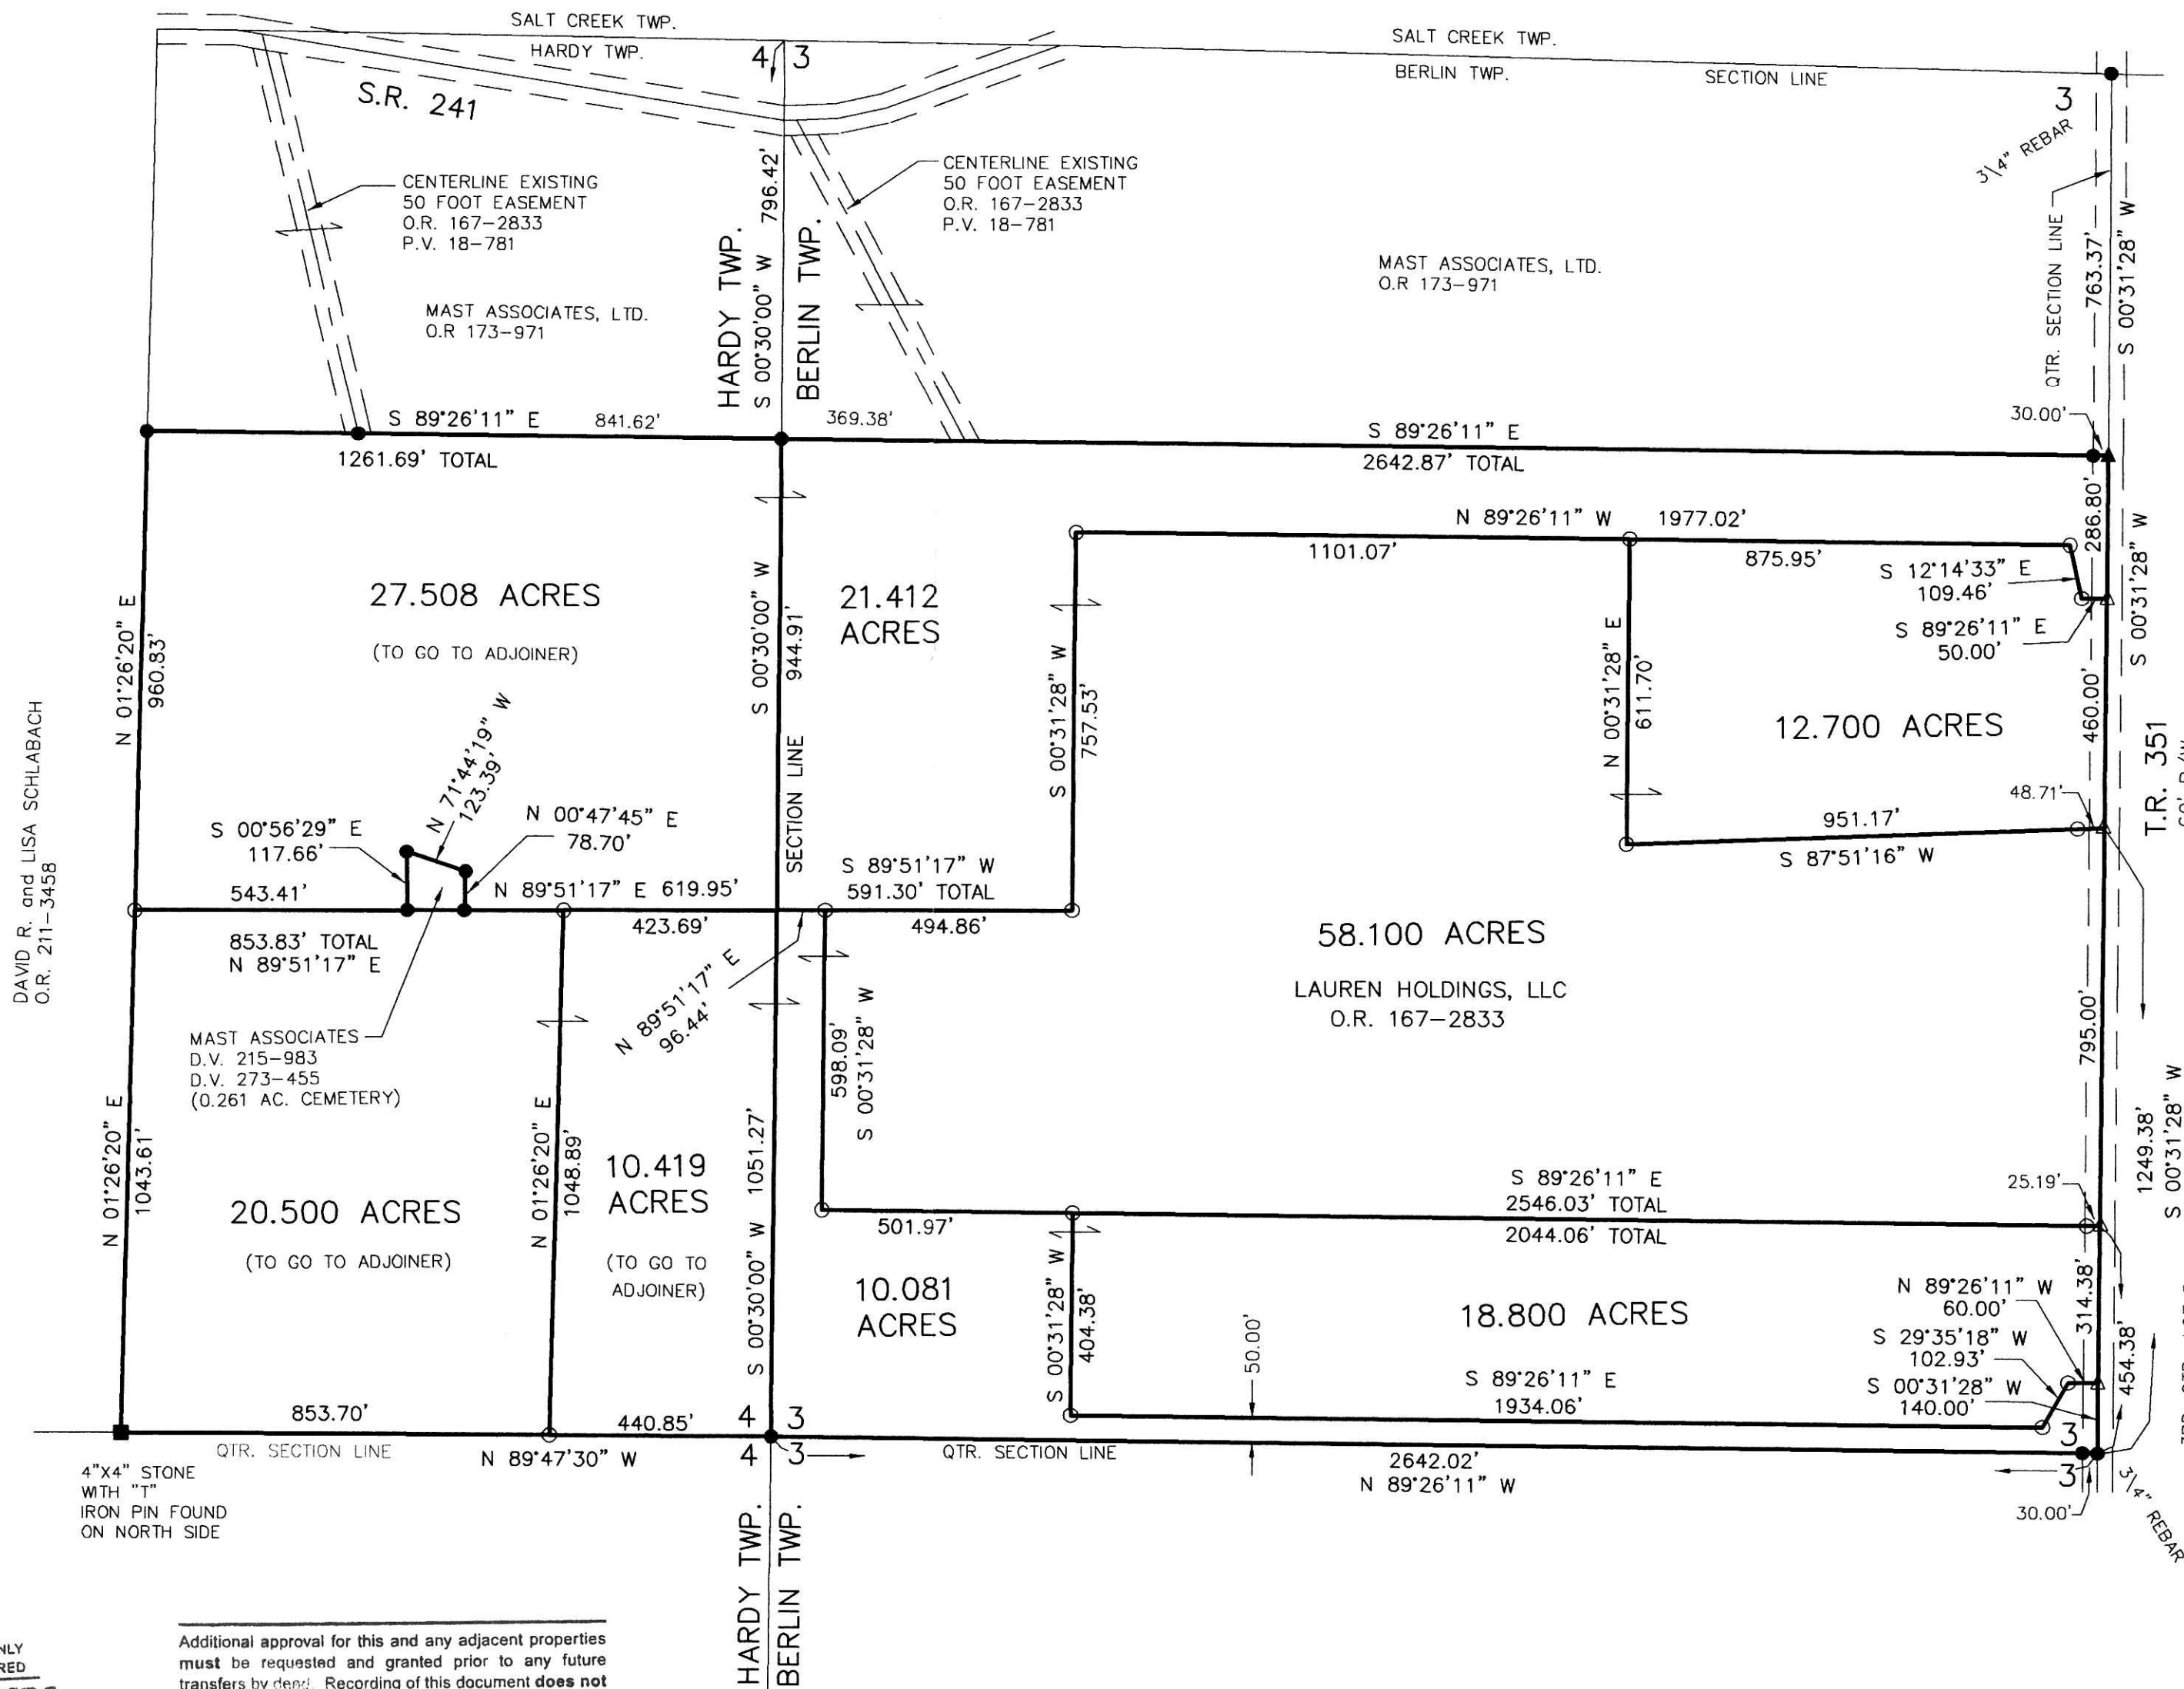 SALT CREEK TWP.
HARDY TWP.
4
3
SALT CREEK TWP.
BERLIN TWP.
SECTION LINE
3
S.R. 241
3\4" REBAR
CENTERLINE EXISTING
50 FOOT EASEMENT
O.R. 167-2833
P.V. 18-781
CENTERLINE EXISTING
50 FOOT EASEMENT
O.R. 167-2833
P.V. 18-781
HARDY TWP.
S 00°30'00" W 796.42'
BERLIN TWP.
MAST ASSOCIATES, LTD.
O.R 173-971
MAST ASSOCIATES, LTD.
O.R 173-971
QTR. SECTION LINE
763.37'
S 00°31'28" W
30.00'
S 89°26'11" E
841.62'
369.38'
1261.69' TOTAL
S 89°26'11" E
2642.87' TOTAL
N 89°26'11" W 1977.02'
1101.07'
875.95'
286.80'
S 00°31'28" W
S 12°14'33" E
109.46'
S 89°26'11" E
50.00'
27.508 ACRES
(TO GO TO ADJOINER)
21.412
ACRES
N 01°26'20" E
960.83'
S 00°30'00" W
944.91'
SECTION LINE
S 00°31'28" W
757.53'
N 00°31'28" E
611.70'
12.700 ACRES
460.00'
T.R. 351
48.71'
951.17'
S 87°51'16" W
DAVID R. and LISA SCHLABACH
O.R. 211-3458
N 71°44'19" W
123.39'
S 00°56'29" E
117.66'
N 00°47'45" E
78.70'
543.41'
N 89°51'17" E 619.95'
423.69'
S 89°51'17" W
591.30' TOTAL
494.86'
853.83' TOTAL
N 89°51'17" E
N 89°51'17" E
96.44'
58.100 ACRES
LAUREN HOLDINGS, LLC
O.R. 167-2833
MAST ASSOCIATES
D.V. 215-983
D.V. 273-455
(0.261 AC. CEMETERY)
598.09'
S 00°31'28" W
795.00'
1249.38'
S 00°31'28" W
N 01°26'20" E
1043.61'
20.500 ACRES
(TO GO TO ADJOINER)
N 01°26'20" E
1048.89'
10.419
ACRES
(TO GO TO
ADJOINER)
S 00°30'00" W 1051.27'
S 89°26'11" E
2546.03' TOTAL
25.19'
501.97'
2044.06' TOTAL
10.081
ACRES
S 00°31'28" W
404.38'
50.00'
18.800 ACRES
314.38'
454.38'
N 89°26'11" W
60.00'
S 29°35'18" W
102.93'
S 00°31'28" W
140.00'
S 89°26'11" E
1934.06'
853.70'
440.85'
4
3
3
QTR. SECTION LINE
N 89°47'30" W
4
3
QTR. SECTION LINE
2642.02'
N 89°26'11" W
3
30.00'
3/4" REBAR
4"X4" STONE
WITH "T"
IRON PIN FOUND
ON NORTH SIDE
HARDY TWP.
BERLIN TWP.
Additional approval for this and any adjacent properties
must be requested and granted prior to any future
transfers by deed. Recording of this document does not